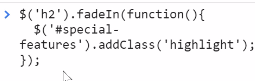 > $('h2').fadeIn(function(){
$('#special-
features').addClass('highlight');
});